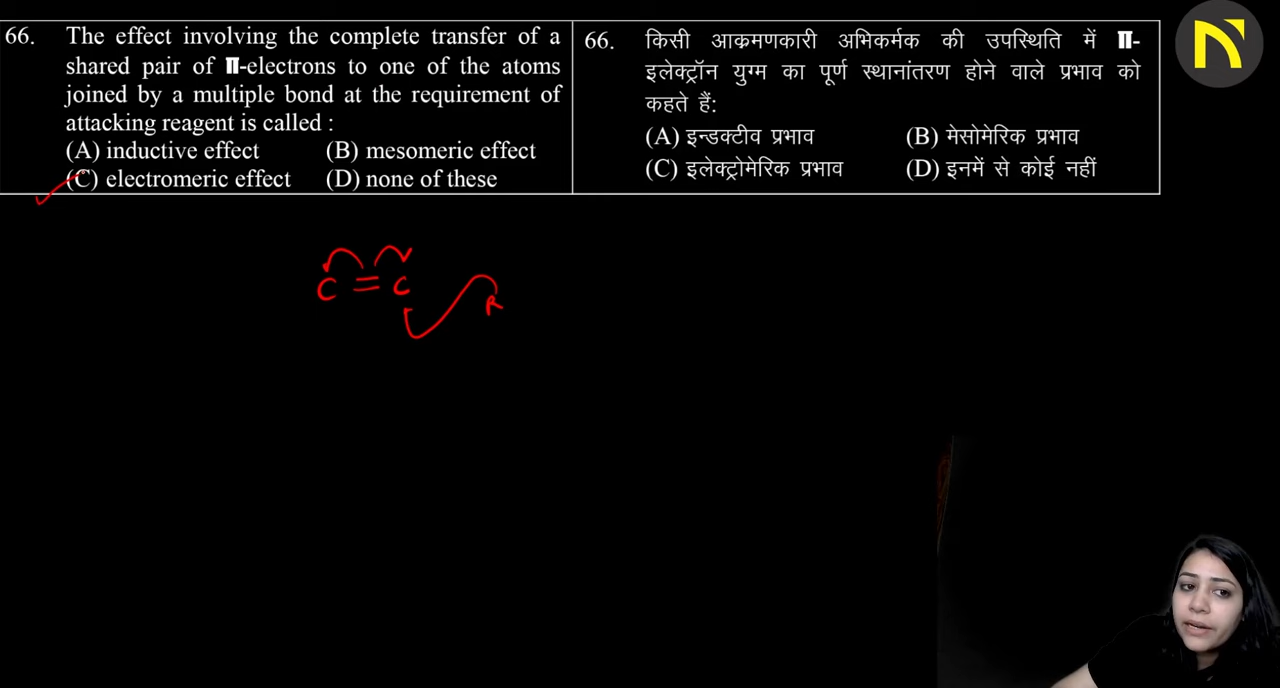 66. The effect involving the complete transfer of a
shared pair of π-electrons to one of the atoms
joined by a multiple bond at the requirement of
attacking reagent is called :
(A) inductive effect (B) mesomeric effect
(C) electromeric effect (D) none of these
66. किसी आक्रमणकारी अभिकर्मक की उपस्थिति में π-
इलेक्ट्रॉन युग्म का पूर्ण स्थानांतरण होने वाले प्रभाव को
कहते हैं:
(A) इन्डक्टीव प्रभाव (B) मेसोमेरिक प्रभाव
(C) इलेक्ट्रोमेरिक प्रभाव (D) इनमें से कोई नहीं
C = C
R